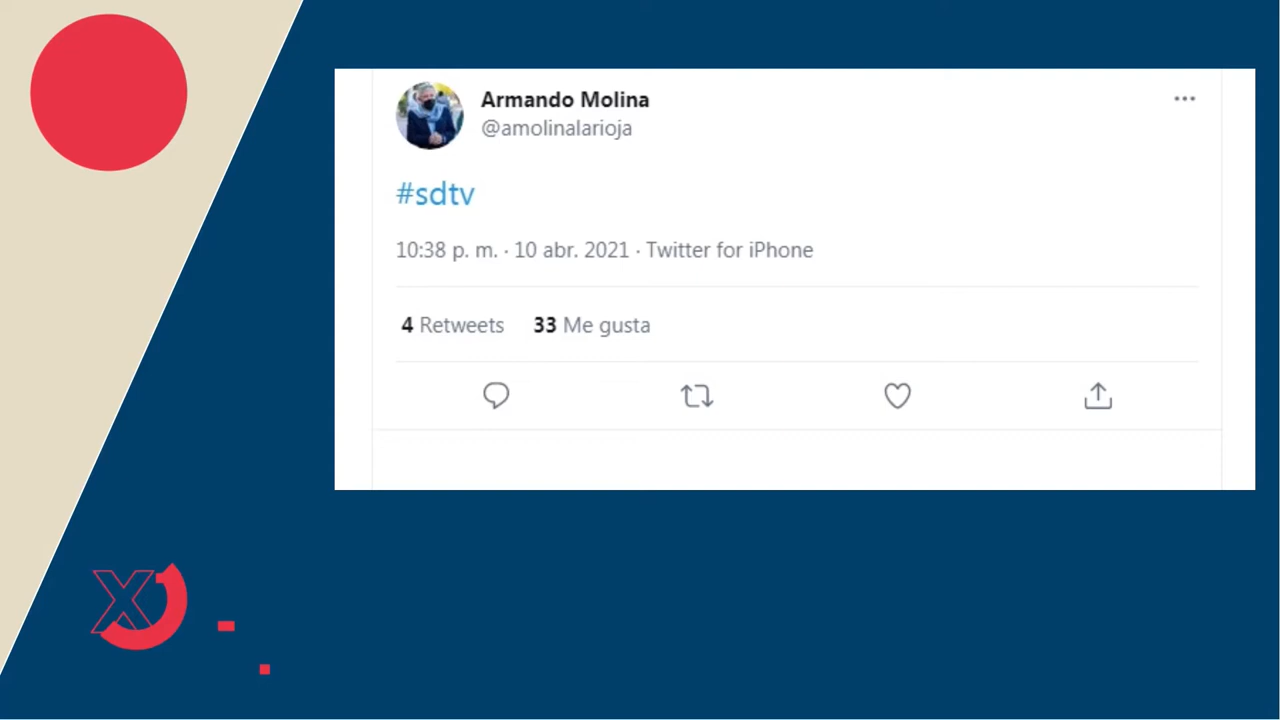 Armando Molina
@amolinalarioja
#sdtv
10:38 p. m. · 10 abr. 2021 · Twitter for iPhone
4 Retweets 33 Me gusta
X